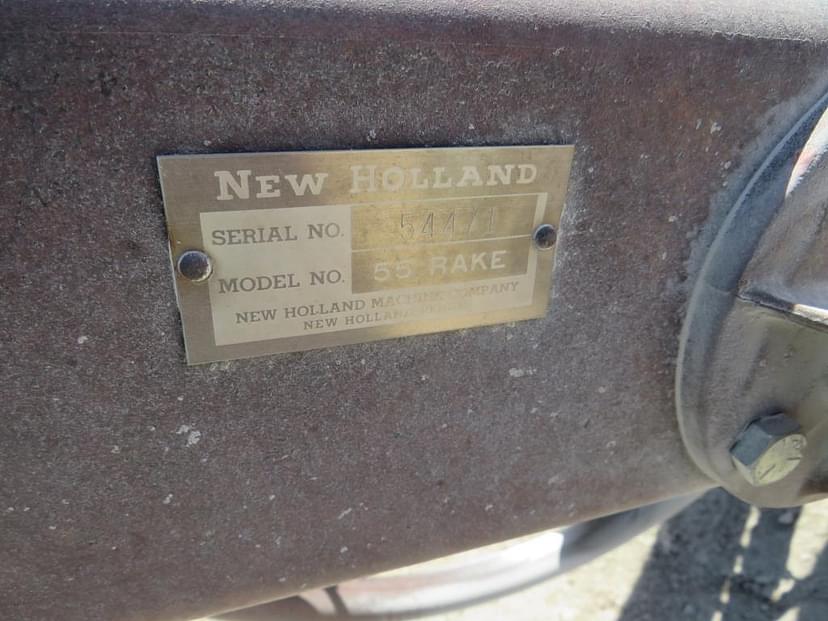 NEW HOLLAND
SERIAL NO. 54471
MODEL NO. 55 RAKE
NEW HOLLAND MACHINE COMPANY
NEW HOLLAND